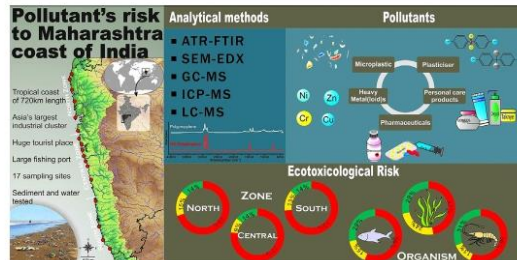 Pollutant's risk
to Maharashtra
coast of India
Tropical coast
of 720km length
Asia's largest
industrial cluster
Huge tourist place
Large fishing port
17 sampling sites
Sediment and water
tested
Analytical methods
ATR-FTIR
SEM-EDX
GC-MS
ICP-MS
LC-MS
Pollutants
Microplastic
Plasticiser
Heavy
Metal(loid)s
Personal care
products
Pharmaceuticals
Ni
Zn
Cr
Cu
Ecotoxicological Risk
ZONE
NORTH
CENTRAL
SOUTH
ORGANISM